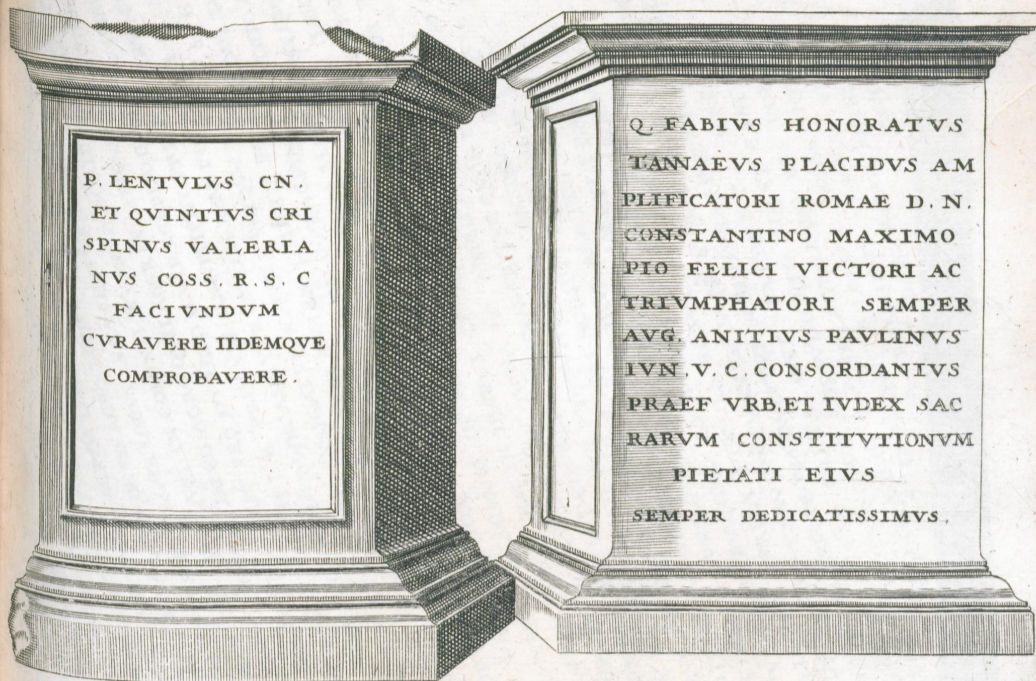 P. LENTVLVS CN.
ET QVINTIVS CRI
SPINVS VALERIA
NVS COSS. R. S. C
FACIVNDVM
CVRAVERE IIDEMQVE
COMPROBAVERE.
Q. FABIVS HONORATVS
TANNAEVS PLACIDVS AM
PLIFICATORI ROMAE D. N.
CONSTANTINO MAXIMO
PIO FELICI VICTORI AC
TRIVMPHATORI SEMPER
AVG. ANITIVS PAVLINVS
IVN. V. C. CONSORDANIVS
PRAEF VRB. ET IVDEX SAC
RARVM CONSTITVTIONVM
PIETATI EIVS
SEMPER DEDICATISSIMVS.